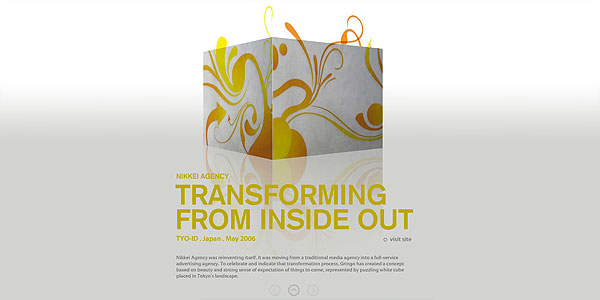 NIKKEI AGENCY
TRANSFORMING
FROM INSIDE OUT
TYO-ID . Japan . May 2006
visit site
Nikkei Agency was reinventing itself. It was moving from a traditional media agency into a full-service
advertising agency. To celebrate and indicate that transformation process, Gringo has created a concept
based on beauty and strong sense of expectation of things to come, represented by puzzling white cube
placed in Tokyo's landscape.